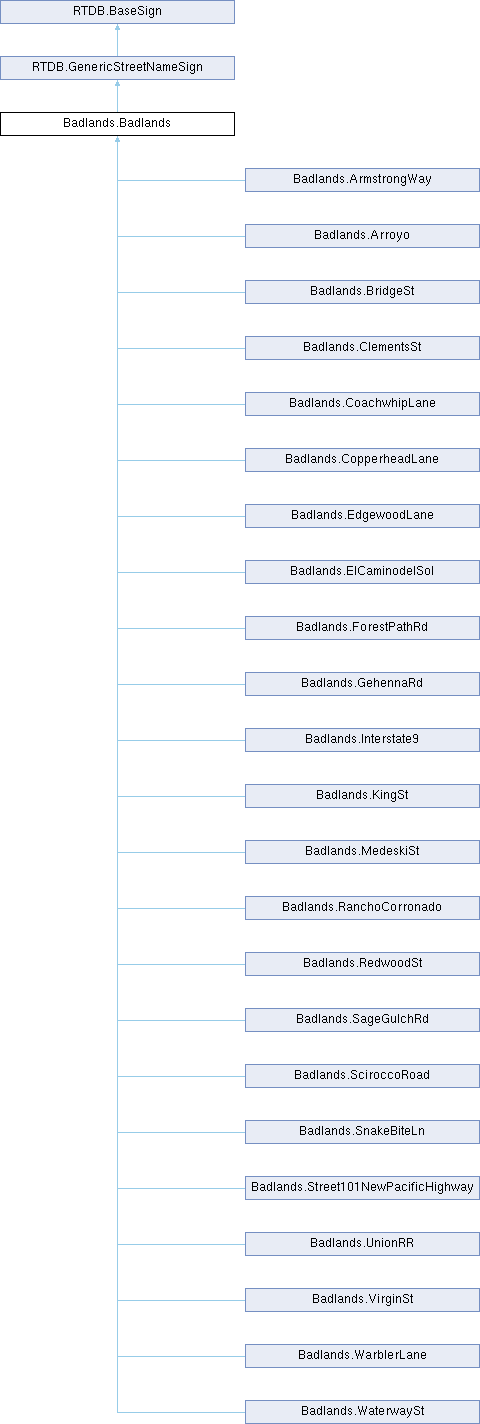 RTDB.BaseSign
RTDB.GenericStreetNameSign
Badlands.Badlands
Badlands.ArmstrongWay
Badlands.Arroyo
Badlands.BridgeSt
Badlands.ClementsSt
Badlands.CoachwhipLane
Badlands.CopperheadLane
Badlands.EdgewoodLane
Badlands.ElCaminodelSol
Badlands.ForestPathRd
Badlands.GehennaRd
Badlands.Interstate9
Badlands.KingSt
Badlands.MedeskiSt
Badlands.RanchoCorronado
Badlands.RedwoodSt
Badlands.SageGulchRd
Badlands.SciroccoRoad
Badlands.SnakeBiteLn
Badlands.Street101NewPacificHighway
Badlands.UnionRR
Badlands.VirginSt
Badlands.WarblerLane
Badlands.WaterwaySt